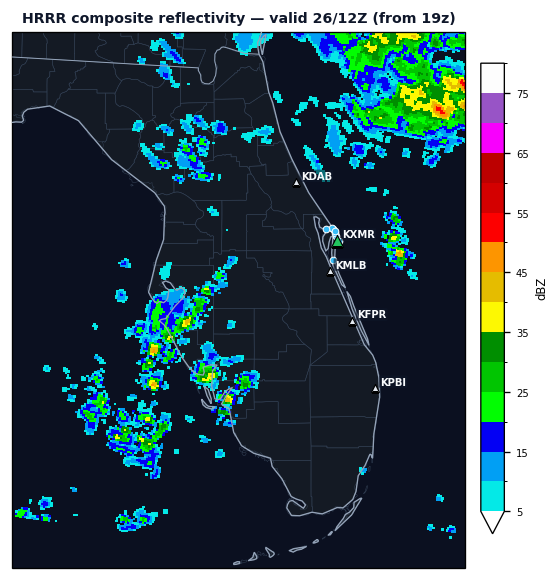 HRRR composite reflectivity — valid 26/12Z (from 19z)
KDAB
KXMR
KMLB
KFPR
KPBI
75
65
55
45
35
25
15
5
dBZ